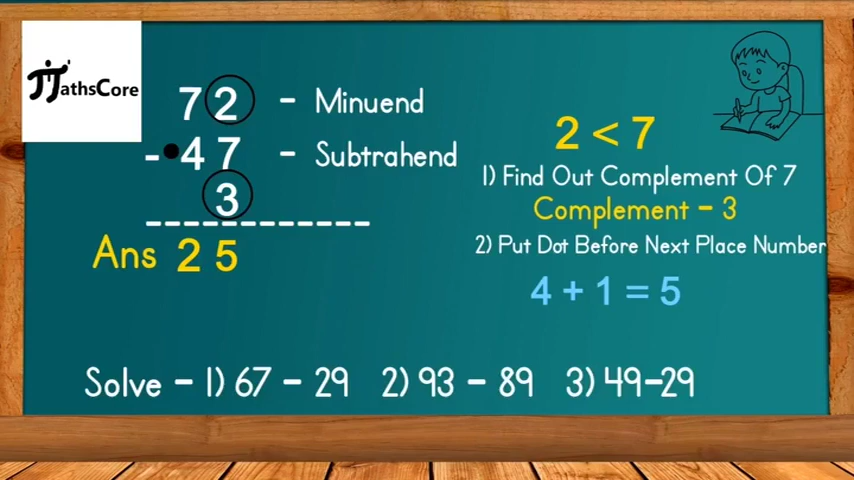 ΠathsCore
72 - Minuend
- •47 - Subtrahend
3
-----------
Ans 25
2 < 7
1) Find Out Complement Of 7
Complement - 3
2) Put Dot Before Next Place Number
4 + 1 = 5
Solve - 1) 67 - 29 2) 93 - 89 3) 49-29